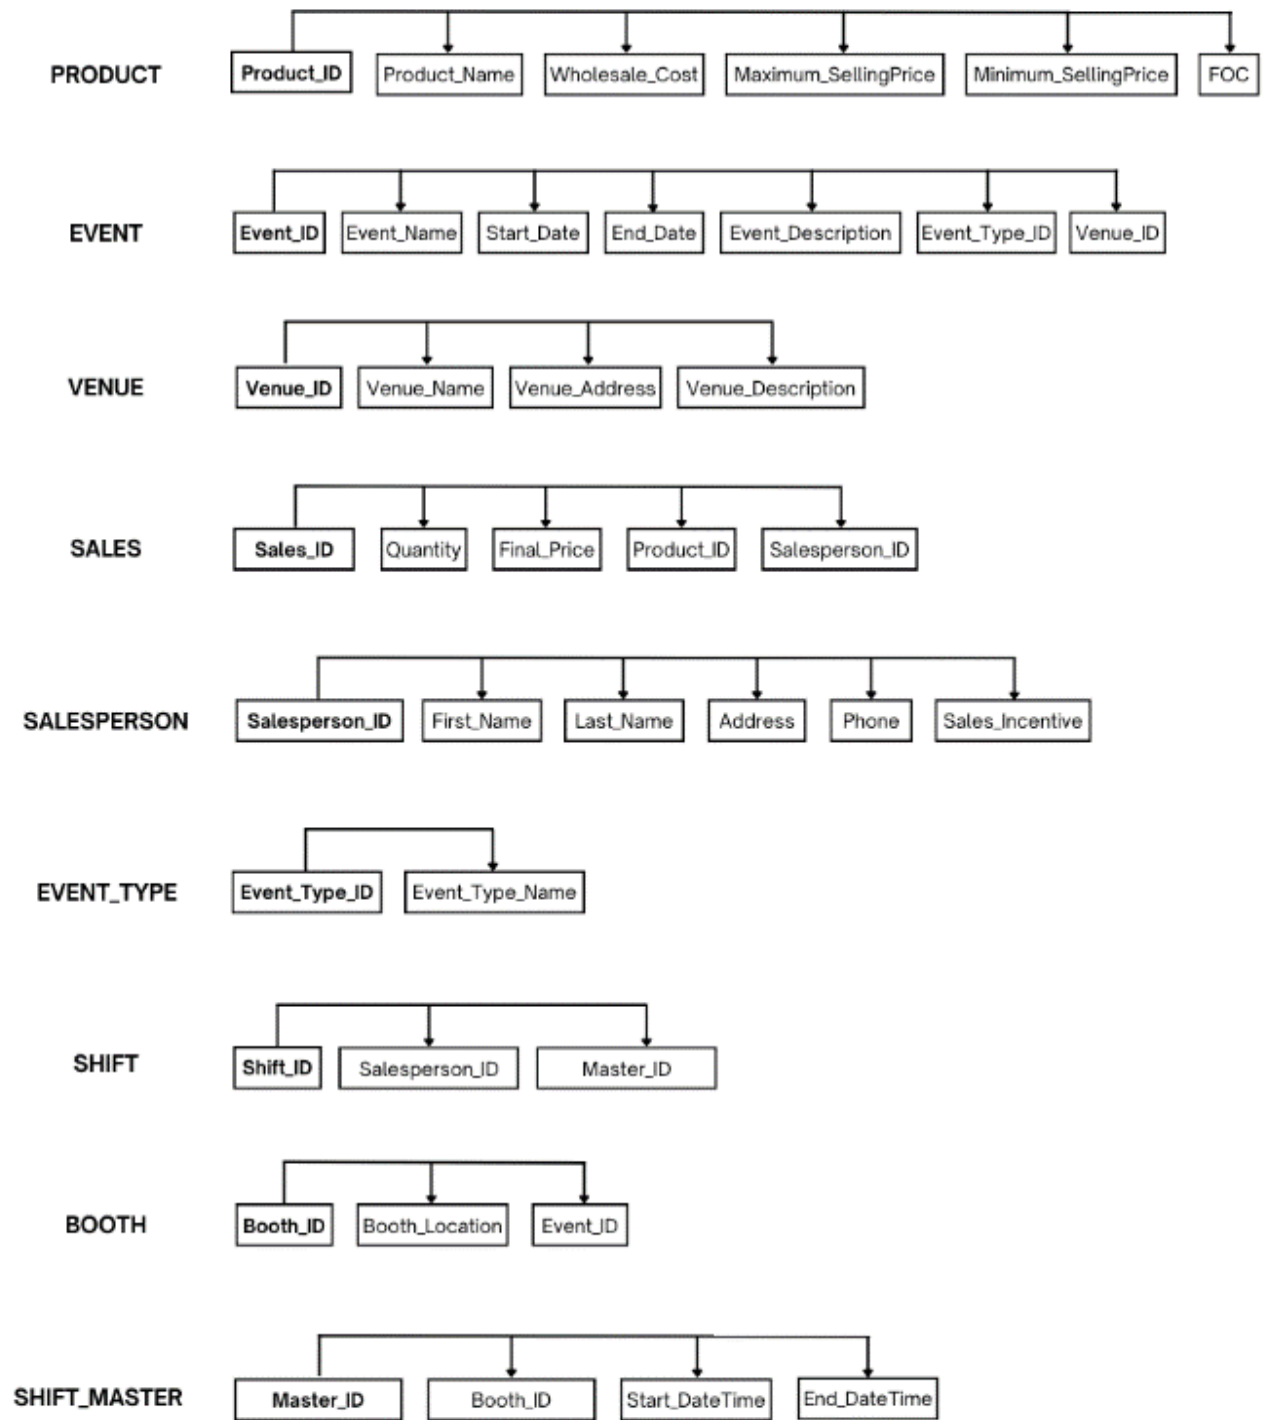 PRODUCT Product_ID Product_Name Wholesale_Cost Maximum_SellingPrice Minimum_SellingPrice FOC
EVENT Event_ID Event_Name Start_Date End_Date Event_Description Event_Type_ID Venue_ID
VENUE Venue_ID Venue_Name Venue_Address Venue_Description
SALES Sales_ID Quantity Final_Price Product_ID Salesperson_ID
SALESPERSON Salesperson_ID First_Name Last_Name Address Phone Sales_Incentive
EVENT_TYPE Event_Type_ID Event_Type_Name
SHIFT Shift_ID Salesperson_ID Master_ID
BOOTH Booth_ID Booth_Location Event_ID
SHIFT_MASTER Master_ID Booth_ID Start_DateTime End_DateTime